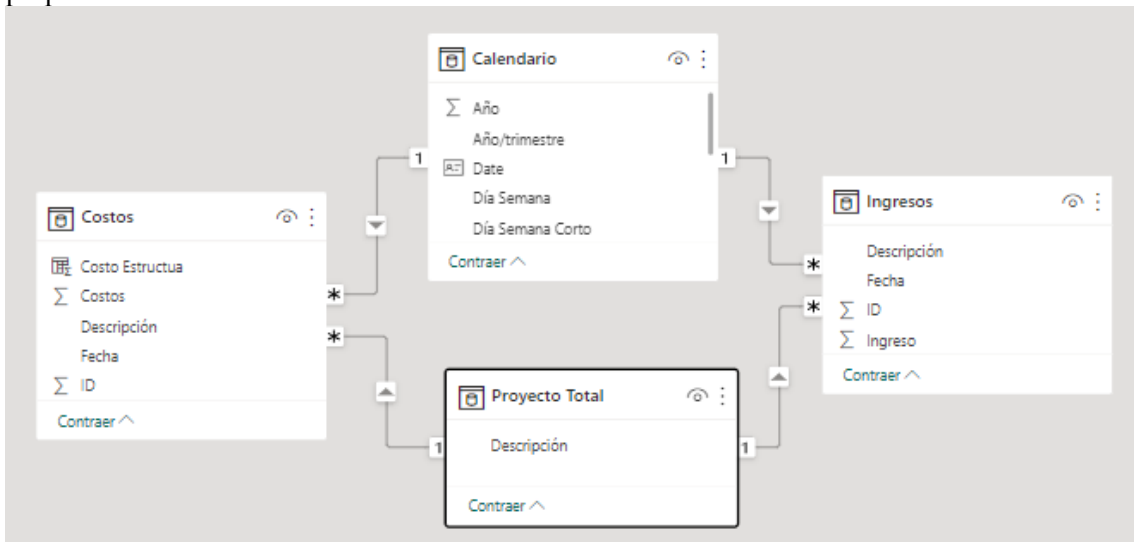 Calendario
Σ Año
Año/trimestre
Date
Día Semana
Día Semana Corto
Contraer
1
1
Costos
Costo Estructua
Σ Costos
Descripción
Fecha
Σ ID
Contraer
*
*
Ingresos
Descripción
Fecha
Σ ID
Σ Ingreso
Contraer
*
*
Proyecto Total
Descripción
Contraer
1
1